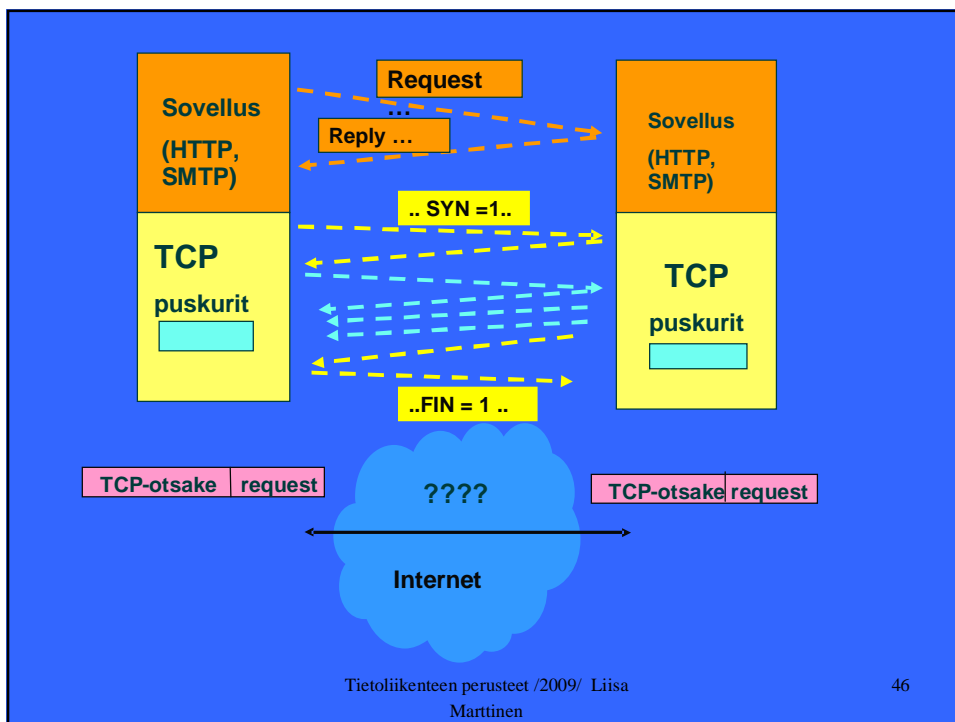 Sovellus
(HTTP,
SMTP)
Request
…
Reply …
Sovellus
(HTTP,
SMTP)
.. SYN =1..
TCP
puskurit
TCP
puskurit
..FIN = 1 ..
TCP-otsake request
????
TCP-otsake request
Internet
Tietoliikenteen perusteet /2009/ Liisa
Marttinen
46